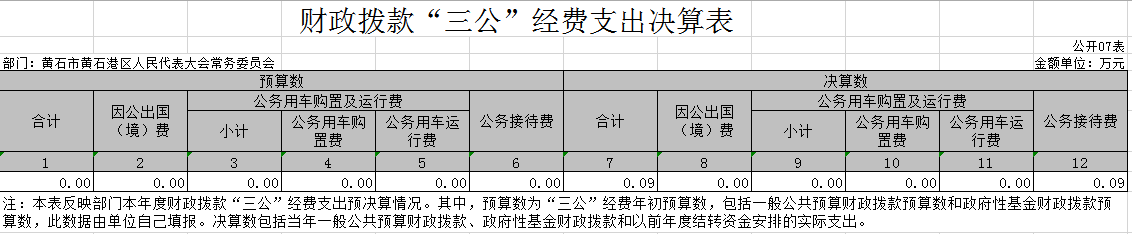 财政拨款“三公”经费支出决算表
公开07表
部门：黄石市黄石港区人民代表大会常务委员会 金额单位：万元
预算数 决算数
合计 因公出国（境）费 公务用车购置及运行费 公务接待费 合计 因公出国（境）费 公务用车购置及运行费 公务接待费
小计 公务用车购置费 公务用车运行费 小计 公务用车购置费 公务用车运行费
1 2 3 4 5 6 7 8 9 10 11 12
0.00 0.00 0.00 0.00 0.00 0.00 0.09 0.00 0.00 0.00 0.00 0.09
注：本表反映部门本年度财政拨款“三公”经费支出预决算情况。其中，预算数为“三公”经费年初预算数，包括一般公共预算财政拨款预算数和政府性基金财政拨款预
算数，此数据由单位自己填报。决算数包括当年一般公共预算财政拨款、政府性基金财政拨款和以前年度结转资金安排的实际支出。